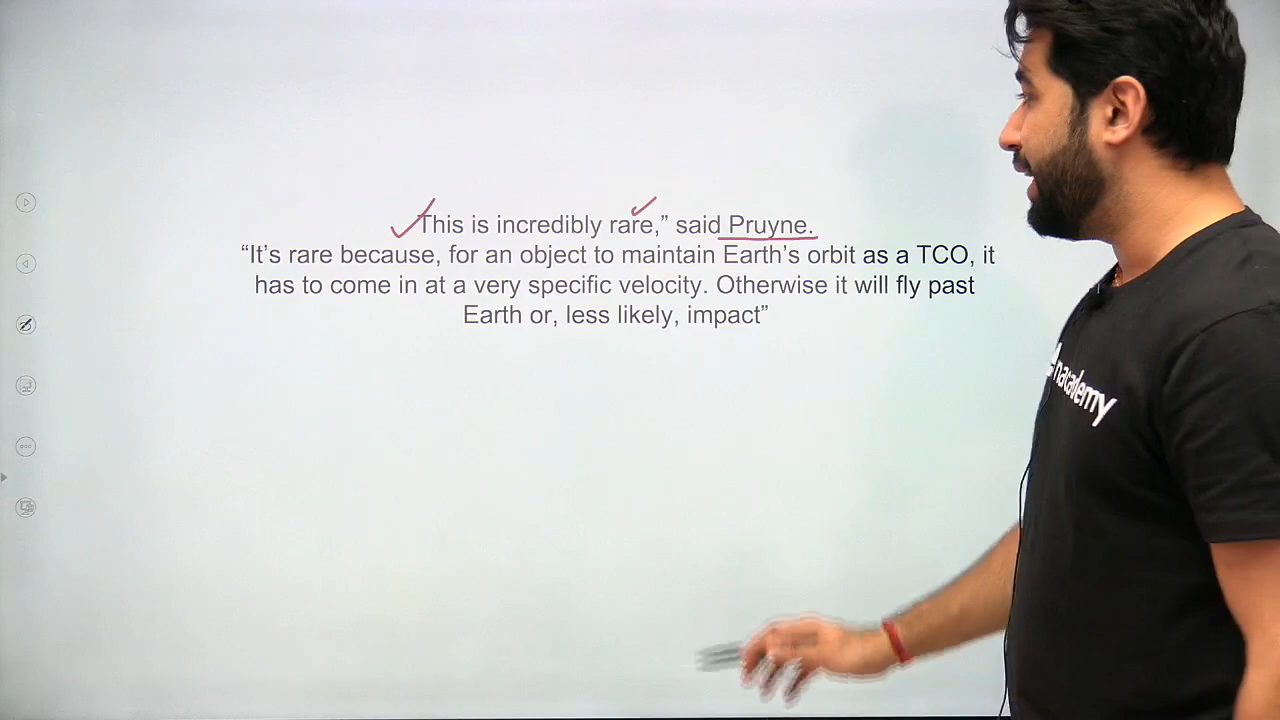 This is incredibly rare,” said Pruyne.
“It’s rare because, for an object to maintain Earth’s orbit as a TCO, it
has to come in at a very specific velocity. Otherwise it will fly past
Earth or, less likely, impact”
nacademy